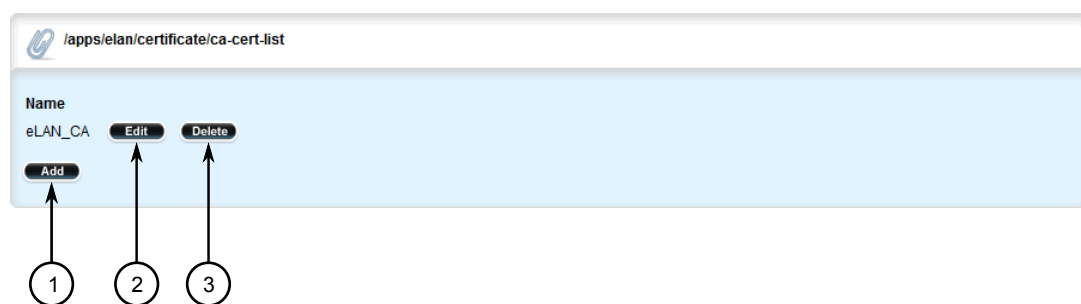 /apps/elan/certificate/ca-cert-list
Name
eLAN_CA Edit Delete
Add
1 2 3